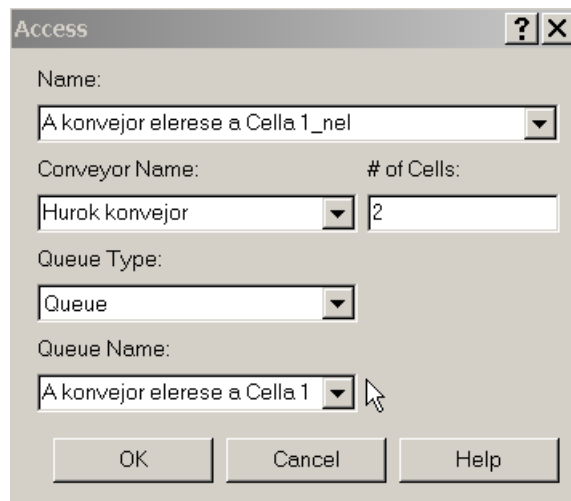 Access
Name:
A konvejor elerese a Cella 1_nel
Conveyor Name: # of Cells:
Hurok konvejor 2
Queue Type:
Queue
Queue Name:
A konvejor elerese a Cella 1
OK Cancel Help